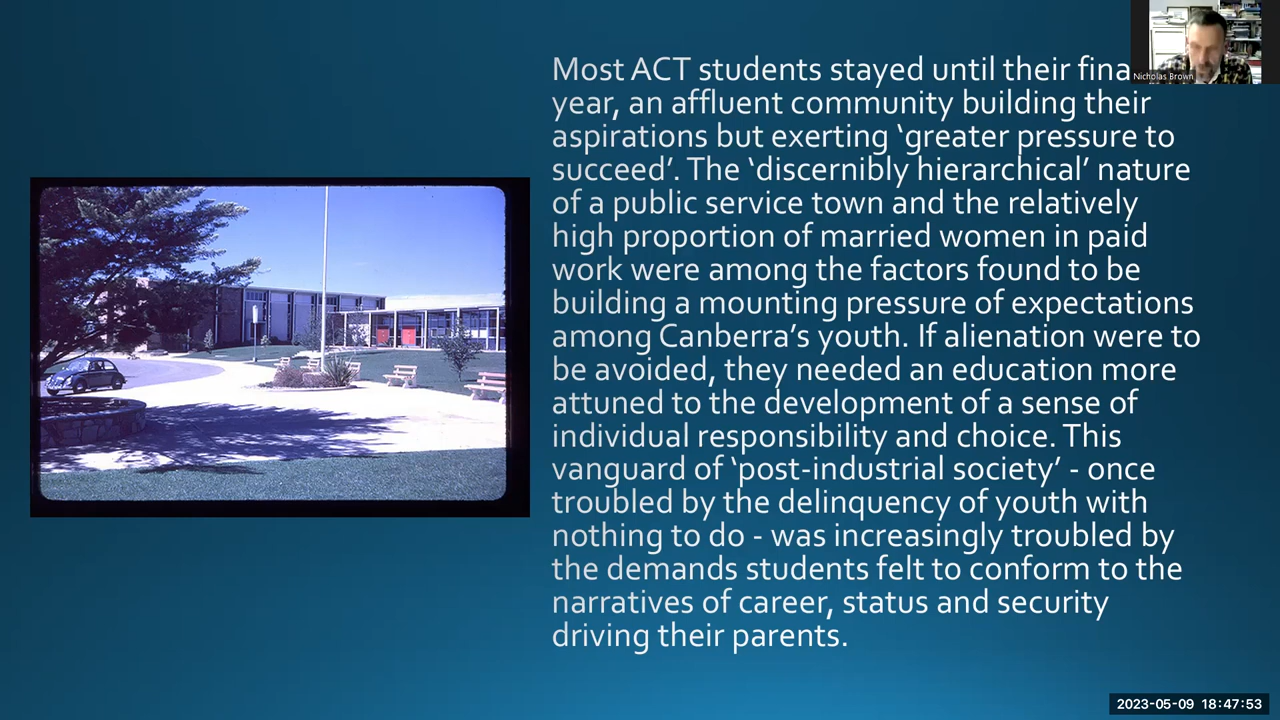 Most ACT students stayed until their fina
year, an affluent community building their
aspirations but exerting ‘greater pressure to
succeed’. The ‘discernibly hierarchical’ nature
of a public service town and the relatively
high proportion of married women in paid
work were among the factors found to be
building a mounting pressure of expectations
among Canberra’s youth. If alienation were to
be avoided, they needed an education more
attuned to the development of a sense of
individual responsibility and choice. This
vanguard of ‘post-industrial society’ - once
troubled by the delinquency of youth with
nothing to do - was increasingly troubled by
the demands students felt to conform to the
narratives of career, status and security
driving their parents.
Nicholas Brown
2023-05-09 18:47:53